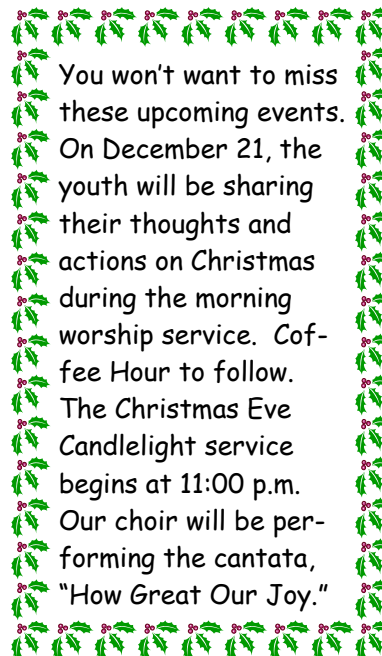 You won't want to miss
these upcoming events.
On December 21, the
youth will be sharing
their thoughts and
actions on Christmas
during the morning
worship service.  Cof-
fee Hour to follow.
The Christmas Eve
Candlelight service
begins at 11:00 p.m.
Our choir will be per-
forming the cantata,
“How Great Our Joy.”